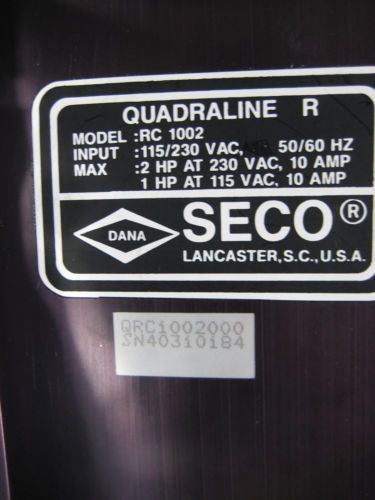 QUADRALINE R
MODEL :RC 1002
INPUT :115/230 VAC, 50/60 HZ
MAX :2 HP AT 230 VAC, 10 AMP
1 HP AT 115 VAC, 10 AMP
DANA
SECO®
LANCASTER, S.C., U.S.A.
QRC1002000
SN40310184